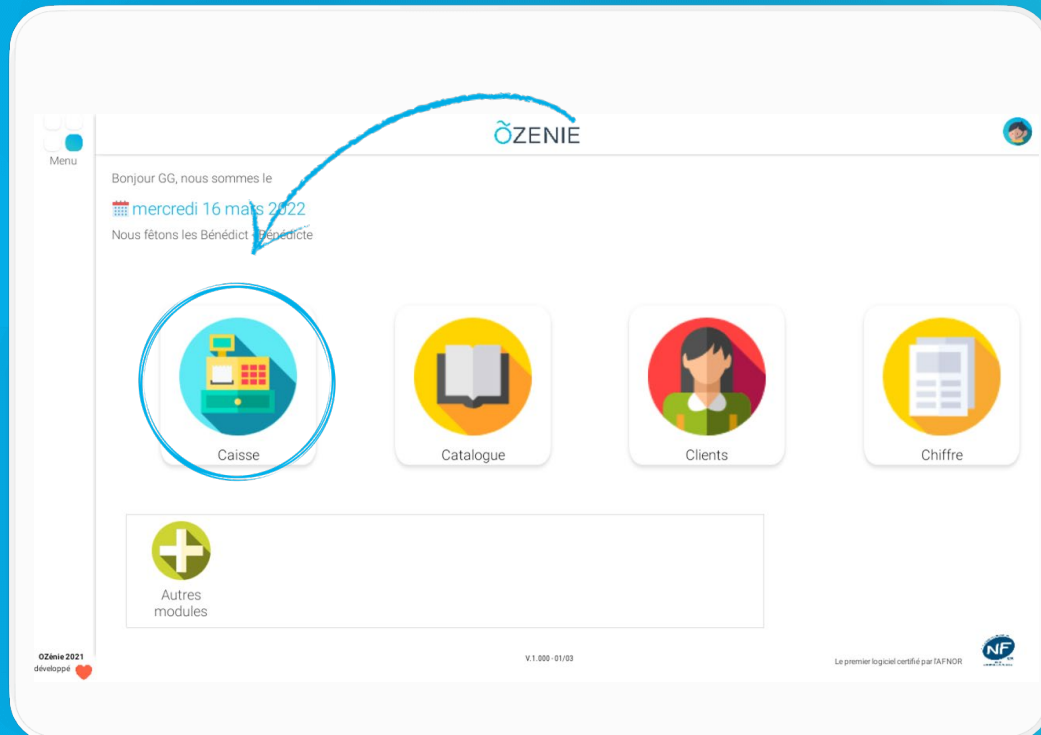 Menu
ÕZENIE
Bonjour GG, nous sommes le
mercredi 16 mars 2022
Nous fêtons les Bénédict - Bénédicte
Caisse
Catalogue
Clients
Chiffre
Autres
modules
OZènie 2021
développé
V.1.000 - 01/03
Le premier logiciel certifié par l'AFNOR
NF